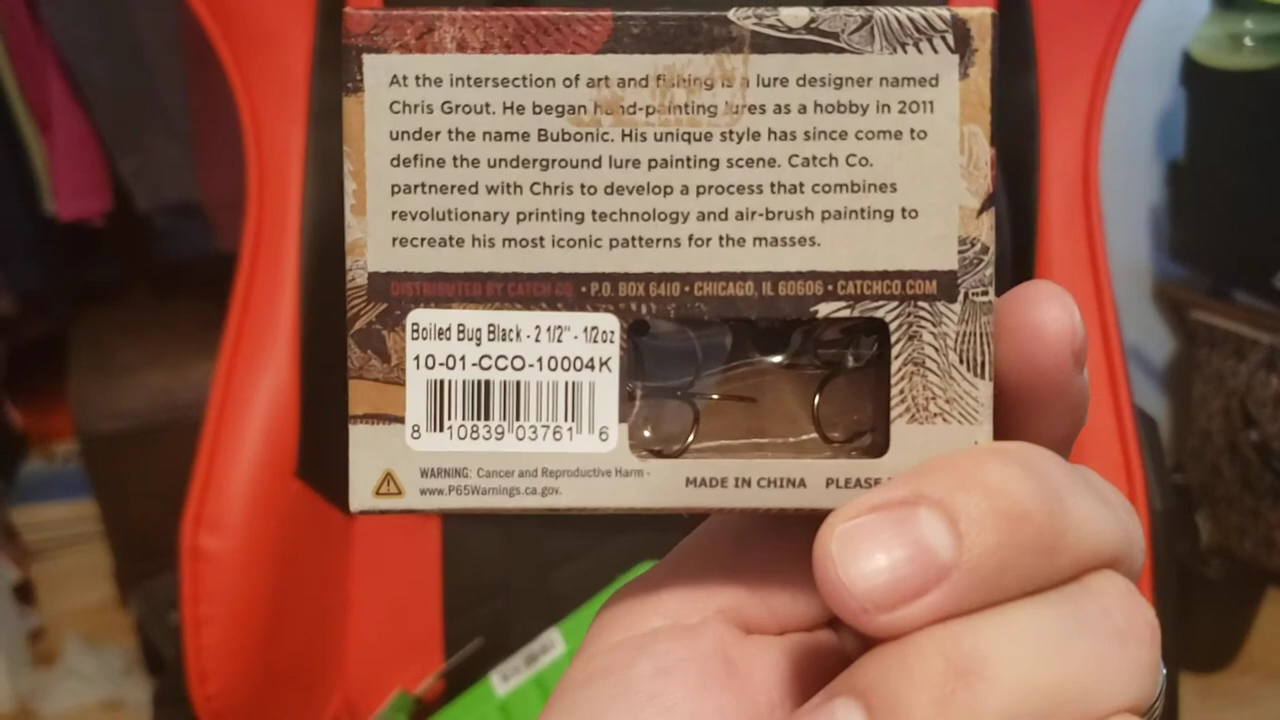 At the intersection of art and fishing is a lure designer named
Chris Grout. He began hand-painting lures as a hobby in 2011
under the name Bubonic. His unique style has since come to
define the underground lure painting scene. Catch Co.
partnered with Chris to develop a process that combines
revolutionary printing technology and air-brush painting to
recreate his most iconic patterns for the masses.
DISTRIBUTED BY CATCH CO. • P.O. BOX 6410 • CHICAGO, IL 60606 • CATCHCO.COM
Boiled Bug Black - 2 1/2" - 1/2oz
10-01-CCO-10004K
8 10839 03761 6
WARNING: Cancer and Reproductive Harm -
www.P65Warnings.ca.gov.
MADE IN CHINA PLEASE